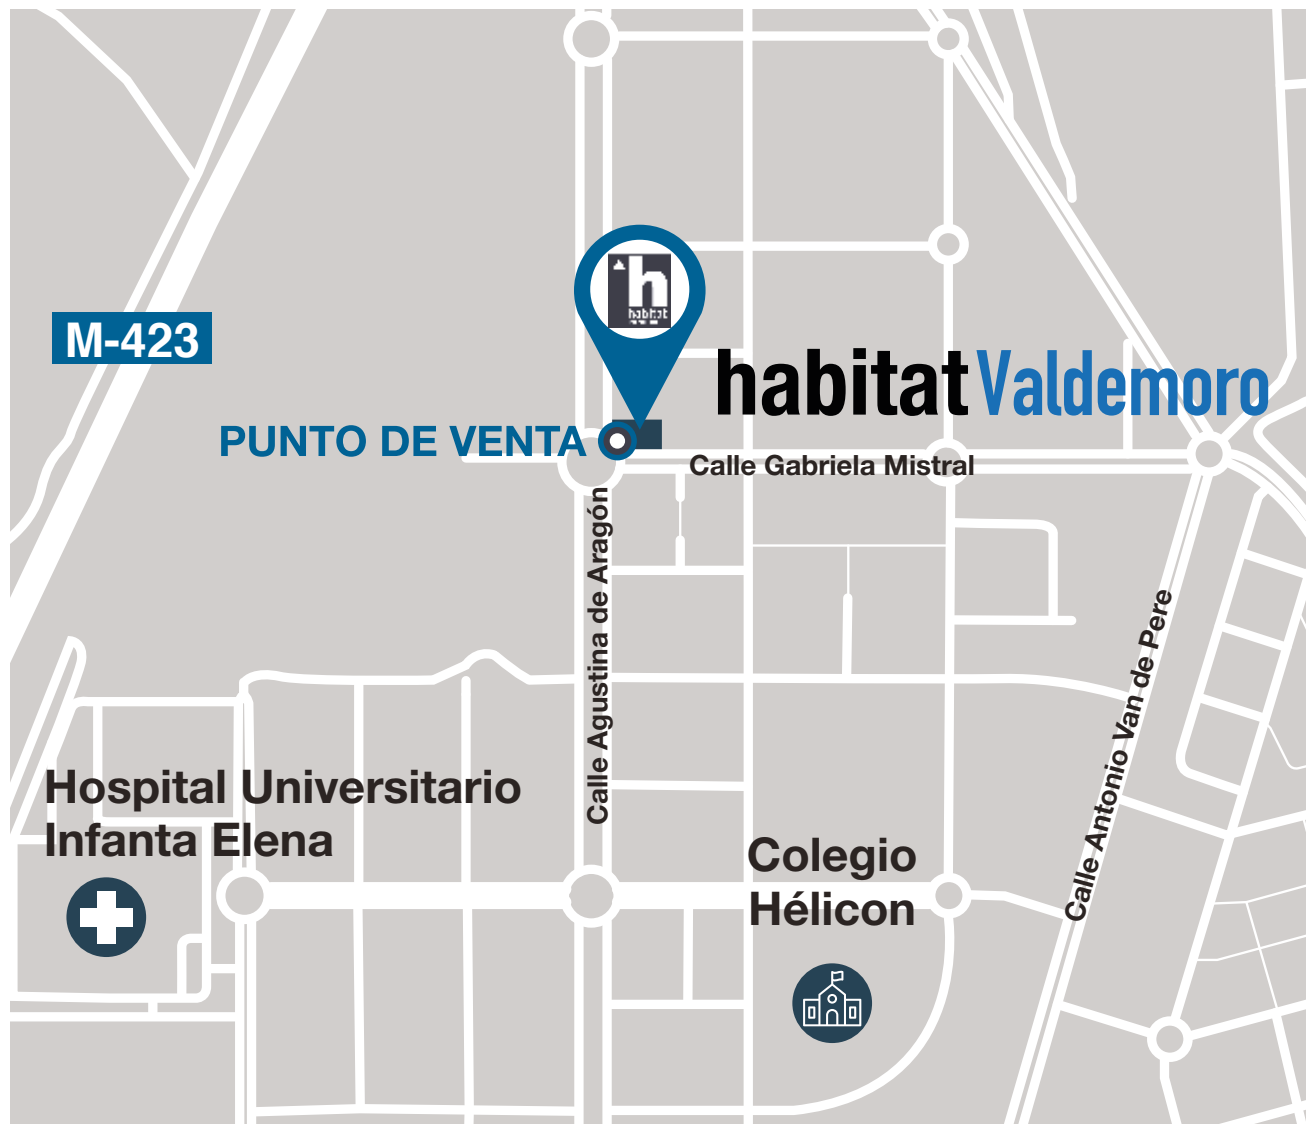 h
habitat
M-423
habitat Valdemoro
PUNTO DE VENTA
Calle Gabriela Mistral
Calle Agustina de Aragón
Calle Antonio Van de Pere
Hospital Universitario
Infanta Elena
Colegio
Hélicon